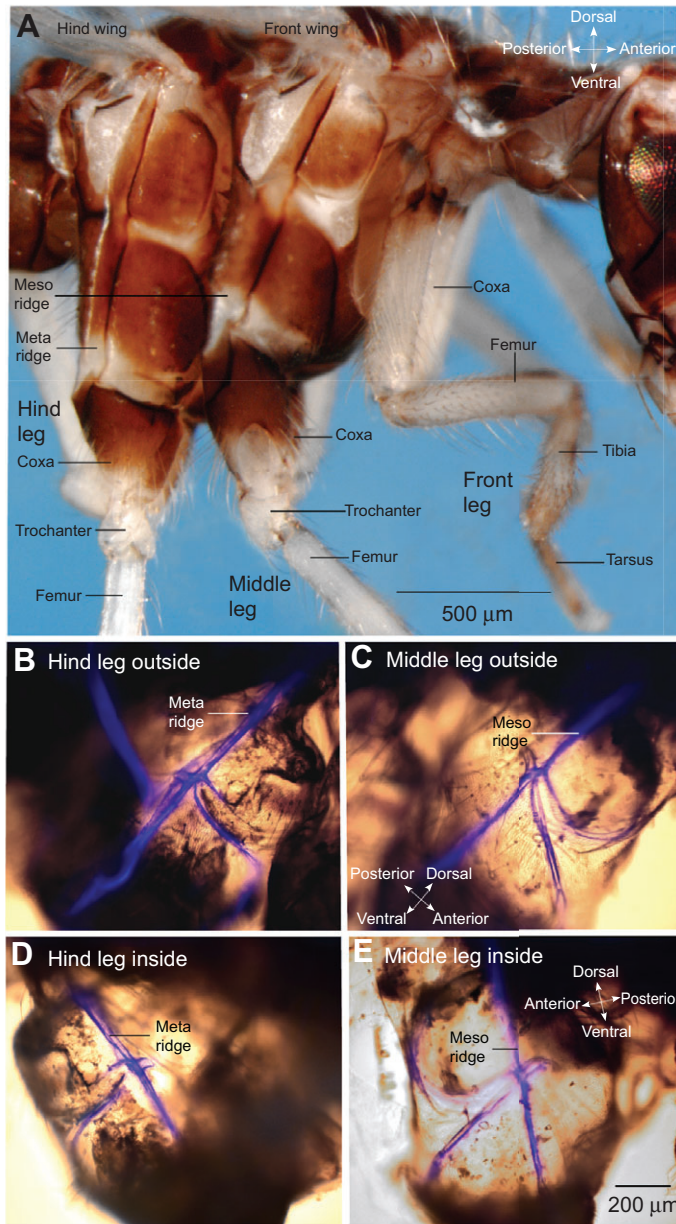 A
Hind wing
Front wing
Dorsal
Posterior
Anterior
Ventral
Meso
ridge
Meta
ridge
Hind
leg
Coxa
Trochanter
Femur
Coxa
Femur
Tibia
Front
leg
Tarsus
Coxa
Trochanter
Femur
Middle
leg
500 μm
B Hind leg outside
Meta
ridge
C Middle leg outside
Meso
ridge
Posterior
Dorsal
Ventral
Anterior
D Hind leg inside
Meta
ridge
E Middle leg inside
Dorsal
Anterior
Posterio
Ventral
Meso
ridge
200 μm